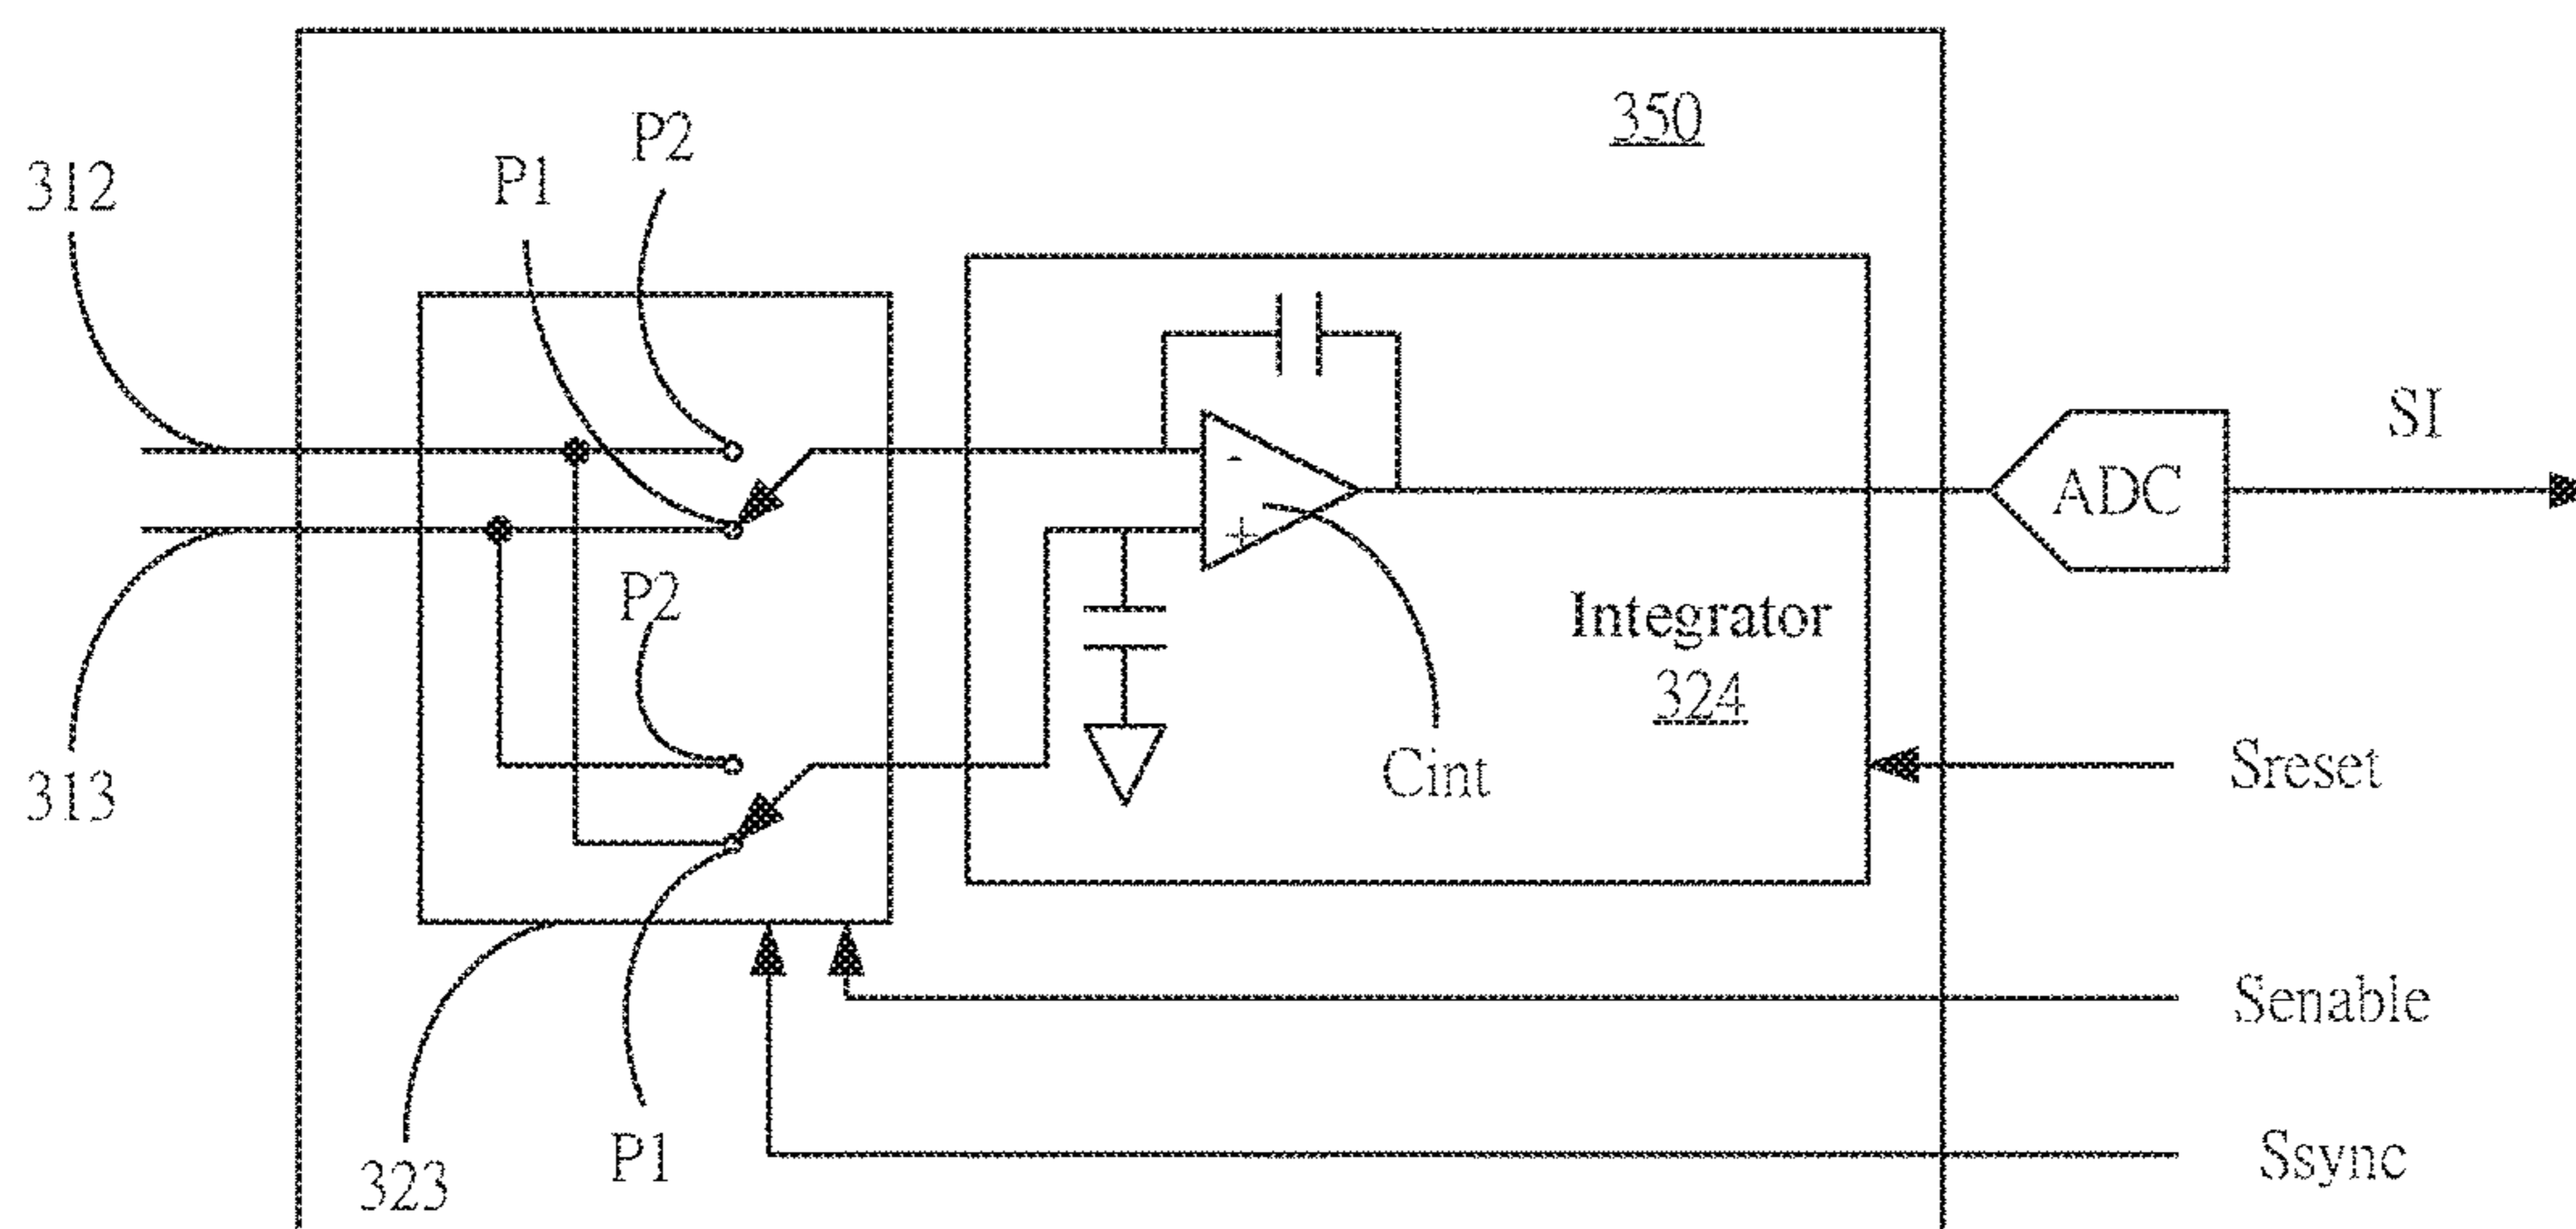 350
P2
P1
312
SI
-
ADC
+
P2
Integrator
324
313
Cint
Sreset
Senable
P1
Ssync
323